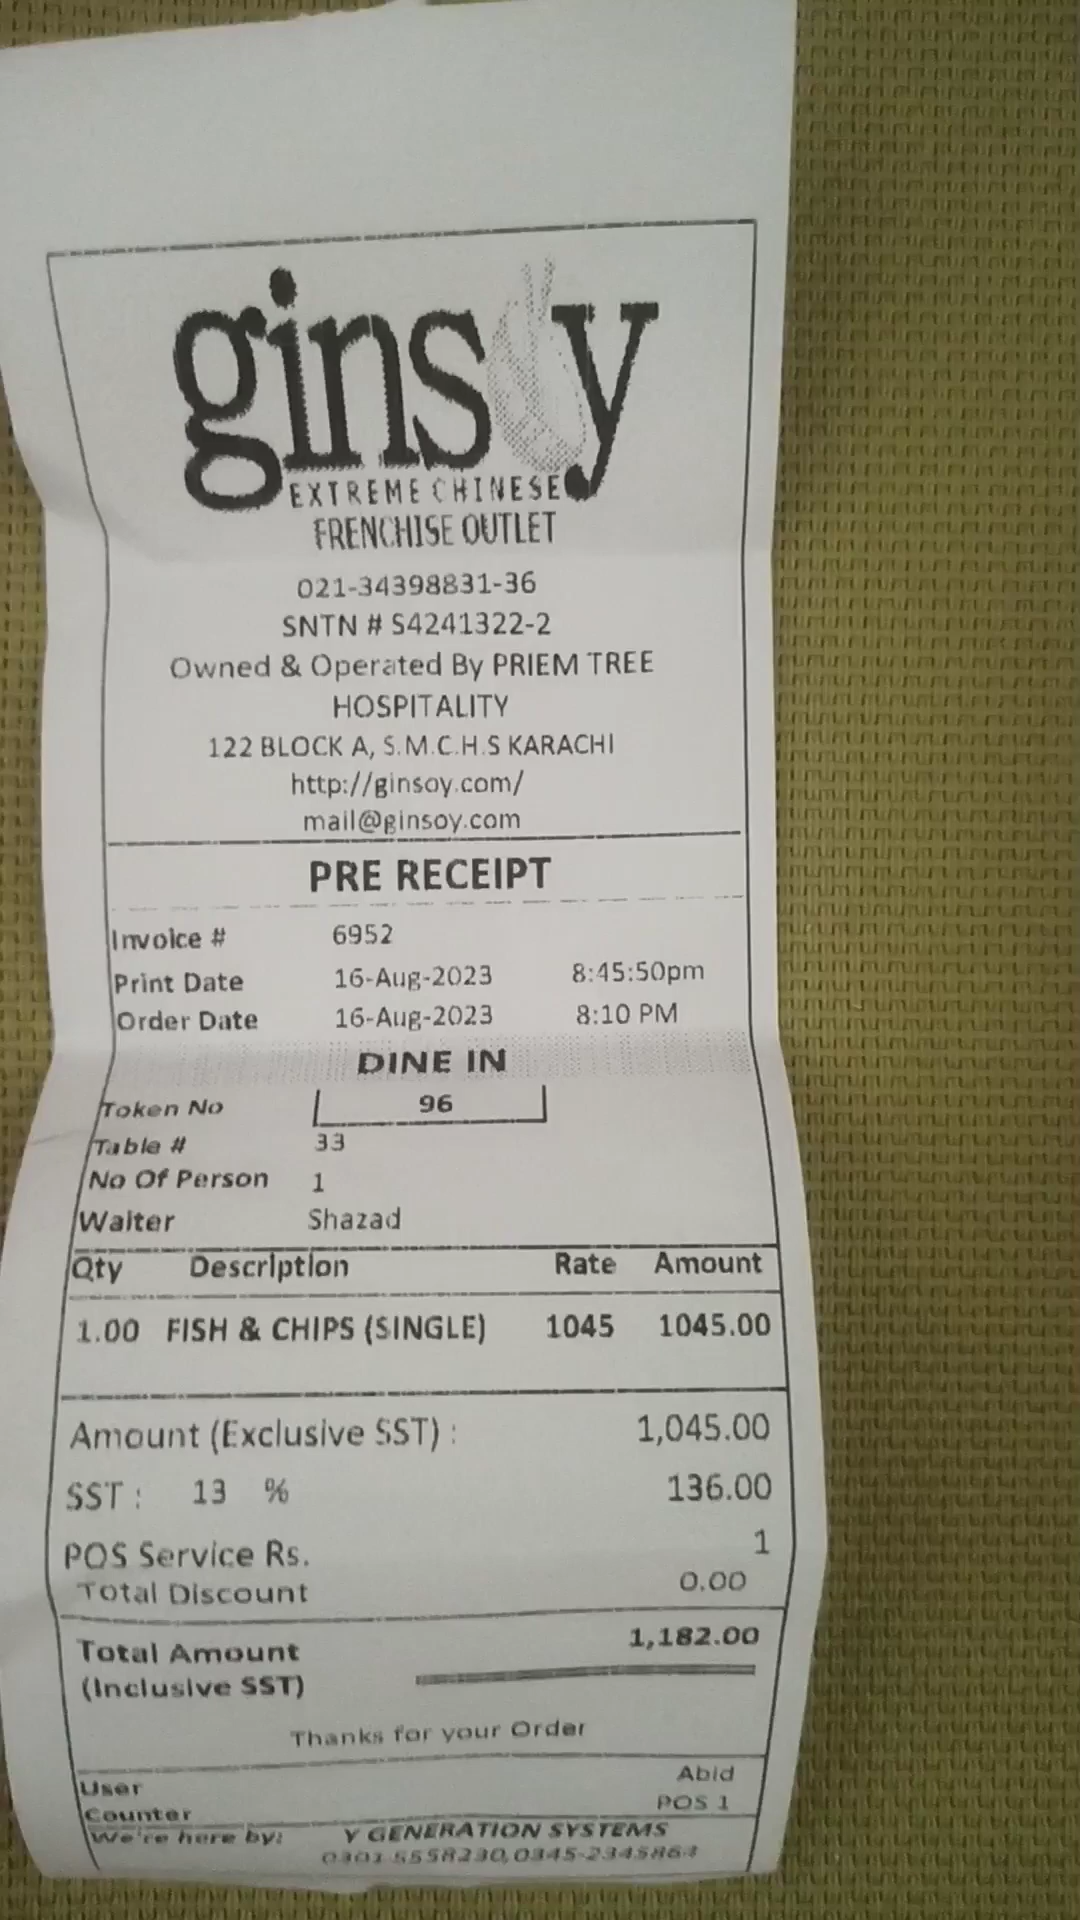 ginsoy
EXTREME CHINESE
FRENCHISE OUTLET
021-34398831-36
SNTN # S4241322-2
Owned & Operated By PRIEM TREE
HOSPITALITY
122 BLOCK A, S.M.C.H.S KARACHI
http://ginsoy.com/
mail@ginsoy.com
PRE RECEIPT
Invoice # 6952
Print Date 16-Aug-2023 8:45:50pm
Order Date 16-Aug-2023 8:10 PM
DINE IN
Token No 96
Table # 33
No Of Person 1
Waiter Shazad
Qty Description Rate Amount
1.00 FISH & CHIPS (SINGLE) 1045 1045.00
Amount (Exclusive SST) : 1,045.00
SST : 13 % 136.00
POS Service Rs. 1
Total Discount 0.00
Total Amount 1,182.00
(Inclusive SST)
Thanks for your Order
User Abid
Counter POS 1
We're here by: Y GENERATION SYSTEMS
0301-5558230,0345-2345864